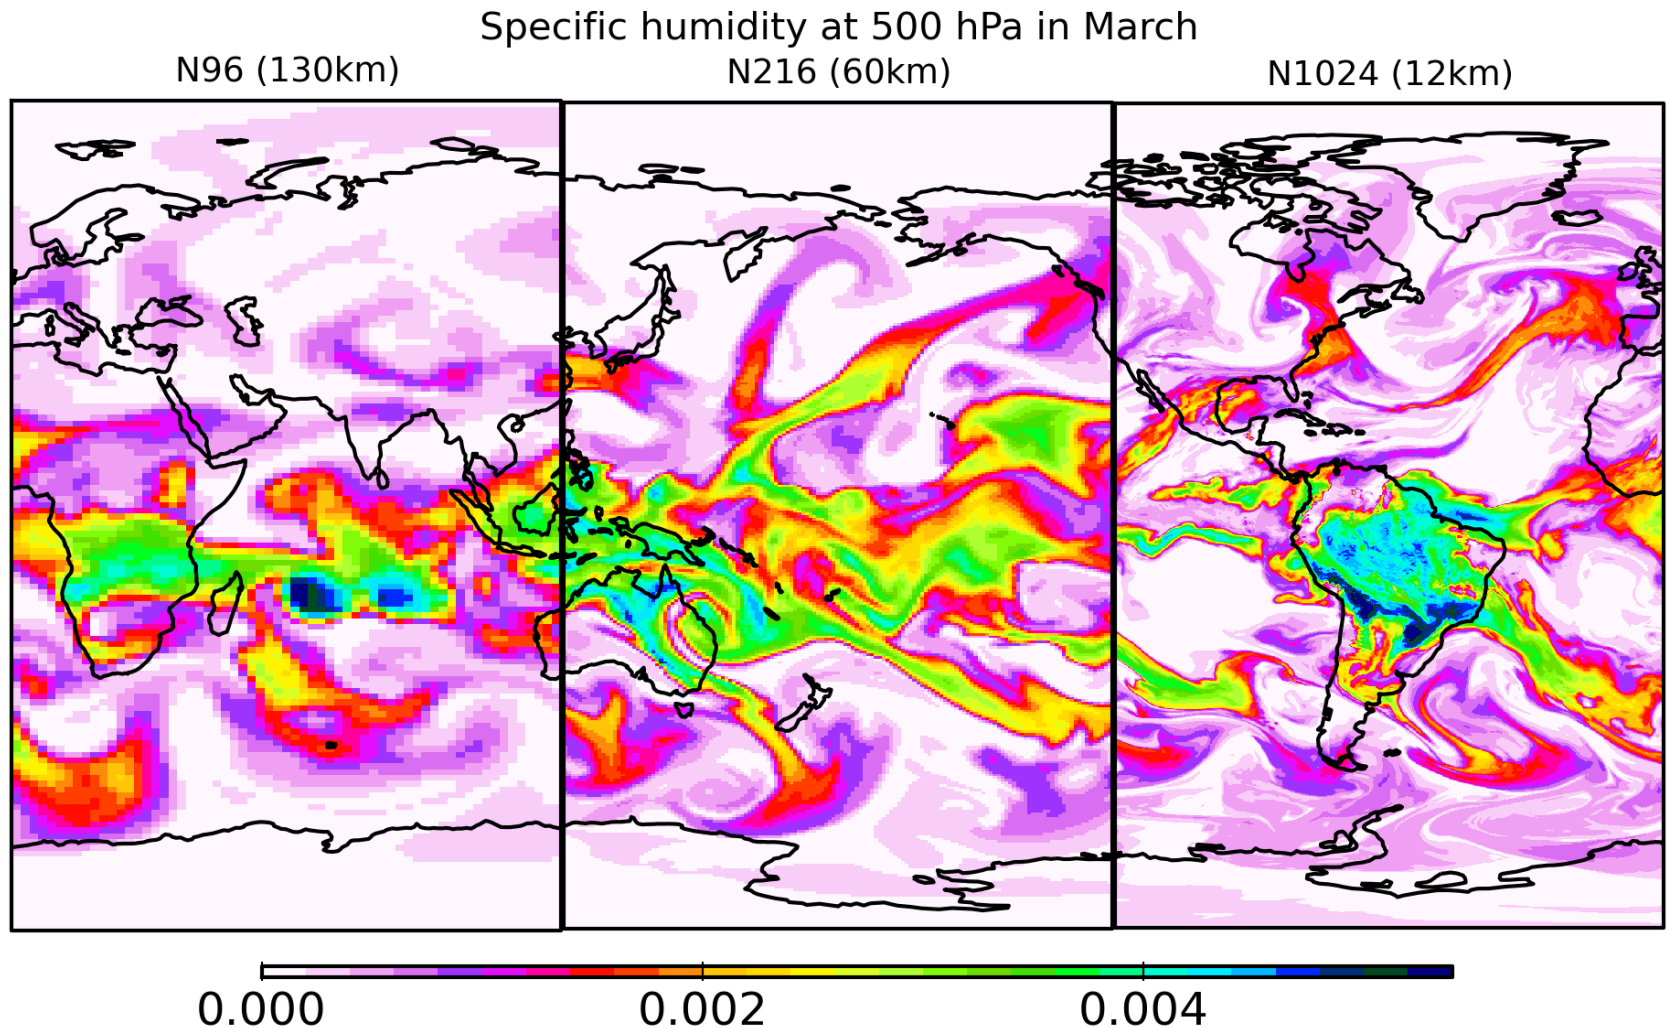 Specific humidity at 500 hPa in March
N96 (130km)
N216 (60km)
N1024 (12km)
0.000
0.002
0.004